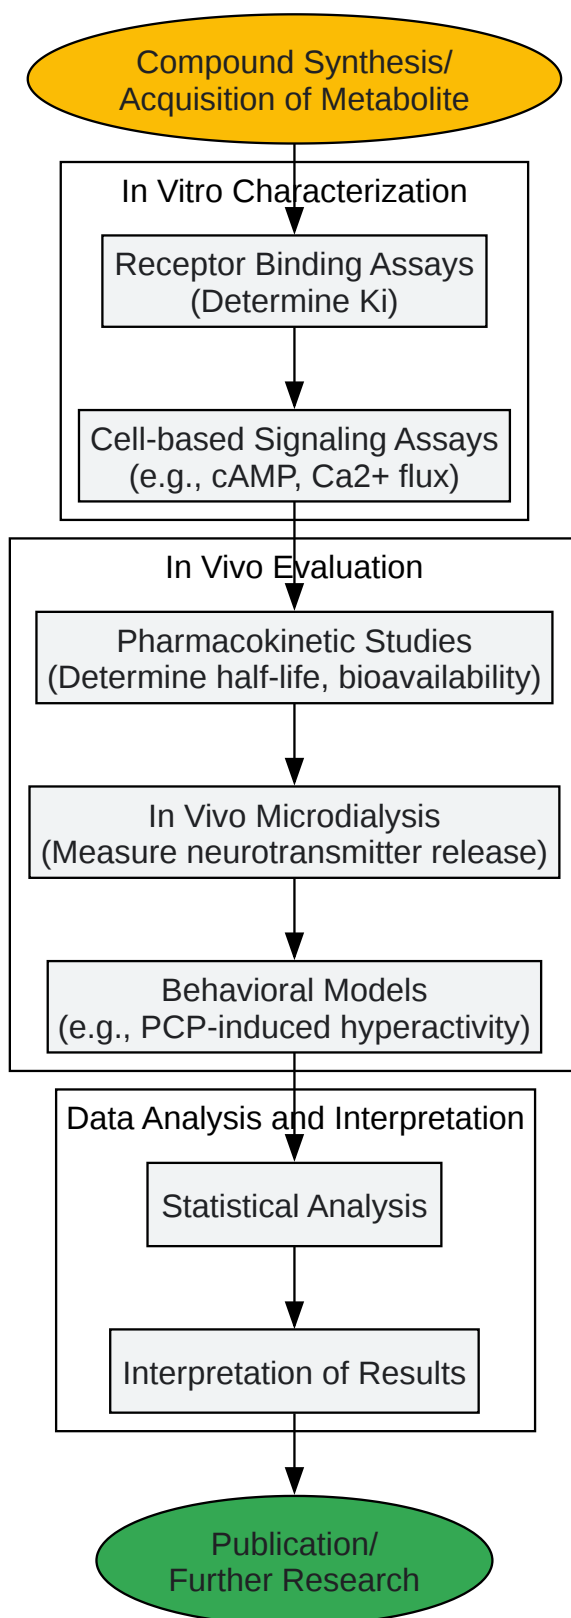 Compound Synthesis/
Acquisition of Metabolite
In Vitro Characterization
Receptor Binding Assays
(Determine Ki)
Cell-based Signaling Assays
(e.g., cAMP, Ca2+ flux)
In Vivo Evaluation
Pharmacokinetic Studies
(Determine half-life, bioavailability)
In Vivo Microdialysis
(Measure neurotransmitter release)
Behavioral Models
(e.g., PCP-induced hyperactivity)
Data Analysis and Interpretation
Statistical Analysis
Interpretation of Results
Publication/
Further Research